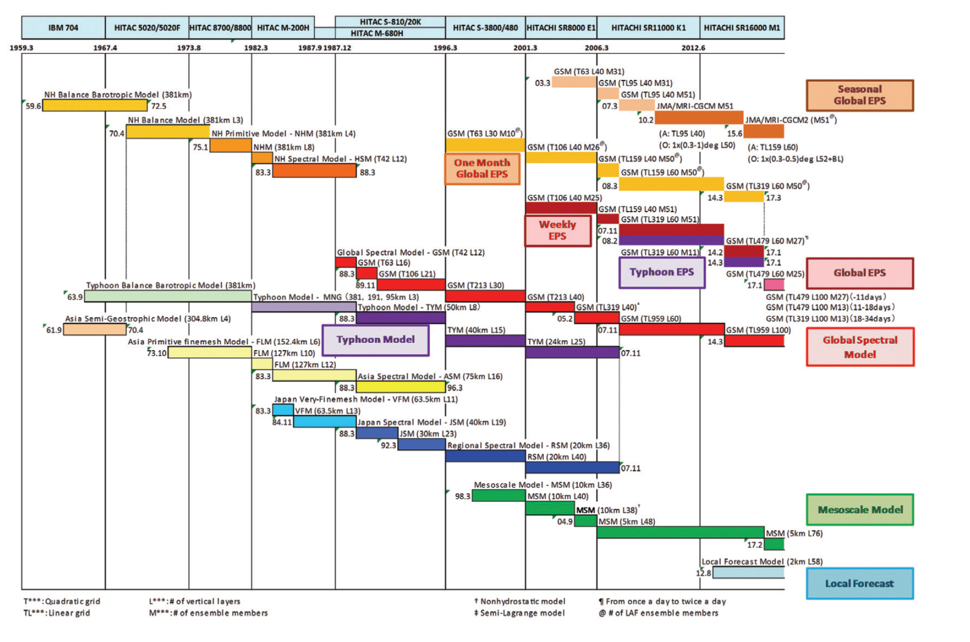 IBM 704
HITAC 5020/5020F
HITAC 8700/8800
HITAC M-200H
HITAC S-810/20K
HITAC M-680H
HITAC S-3800/480
HITACHI SR8000 E1
HITACHI SR11000 K1
HITACHI SR16000 M1
1959.3
1967.4
1973.8
1982.3
1987.9
1987.12
1996.3
2001.3
2006.3
2012.6
GSM (T63 L40 M31)
03.3
GSM (TL95 L40 M31)
GSM (TL95 L40 M51)
07.3
JMA/MRI-CGCM M51
10.2
JMA/MRI-CGCM2 (M51@)
15.6
(A: TL95 L40)
(O: 1x(0.3-1)deg L50)
(A: TL159 L60)
(O: 1x(0.3-0.5)deg L52+BL)
Seasonal
Global EPS
NH Balance Barotropic Model (381km)
59.6
72.5
NH Balance Model (381km L3)
70.4
NH Primitive Model - NHM (381km L4)
75.1
NHM (381km L8)
NH Spectral Model - HSM (T42 L12)
83.3
88.3
GSM (T63 L30 M10@)
GSM (T106 L40 M26@)
One Month
Global EPS
GSM (TL159 L40 M50@)
GSM (TL159 L60 M50@)
08.3
GSM (TL319 L60 M50@)
14.3
17.3
GSM (T106 L40 M25)
GSM (TL159 L40 M51)
GSM (TL319 L60 M51)
07.11
08.2
Weekly
EPS
GSM (TL479 L60 M27)¶
GSM (TL319 L60 M11)
14.2
17.1
14.3
17.1
Typhoon EPS
GSM (TL479 L60 M25)
17.1
Global EPS
GSM (TL479 L100 M27) (-11days)
GSM (TL479 L100 M13) (11-18days)
GSM (TL319 L100 M13) (18-34days)
Global Spectral Model - GSM (T42 L12)
GSM (T63 L16)
88.3
GSM (T106 L21)
89.11
GSM (T213 L30)
GSM (T213 L40)
GSM (TL319 L40)‡
05.2
GSM (TL959 L60)
07.11
GSM (TL959 L100)
14.3
Global Spectral
Model
Typhoon Balance Barotropic Model (381km)
63.9
Typhoon Model - MNG (381, 191, 95km L3)
Typhoon Model - TYM (50km L8)
88.3
Typhoon Model
TYM (40km L15)
TYM (24km L25)
07.11
Asia Semi-Geostrophic Model (304.8km L4)
61.9
70.4
Asia Primitive finemesh Model - FLM (152.4km L6)
73.10
FLM (127km L10)
FLM (127km L12)
83.3
Asia Spectral Model - ASM (75km L16)
88.3
96.3
Japan Very-Finemesh Model - VFM (63.5km L11)
83.3
VFM (63.5km L13)
84.11
Japan Spectral Model - JSM (40km L19)
88.3
JSM (30km L23)
92.3
Regional Spectral Model - RSM (20km L36)
RSM (20km L40)
07.11
Mesoscale Model - MSM (10km L36)
98.3
MSM (10km L40)
MSM (10km L38)†
04.9
MSM (5km L48)
MSM (5km L76)
17.2
Mesoscale Model
Local Forecast Model (2km L58)
12.8
Local Forecast
T***: Quadratic grid
L***: # of vertical layers
† Nonhydrostatic model
¶ From once a day to twice a day
TL***: Linear grid
M***: # of ensemble members
‡ Semi-Lagrange model
@ # of LAF ensemble members